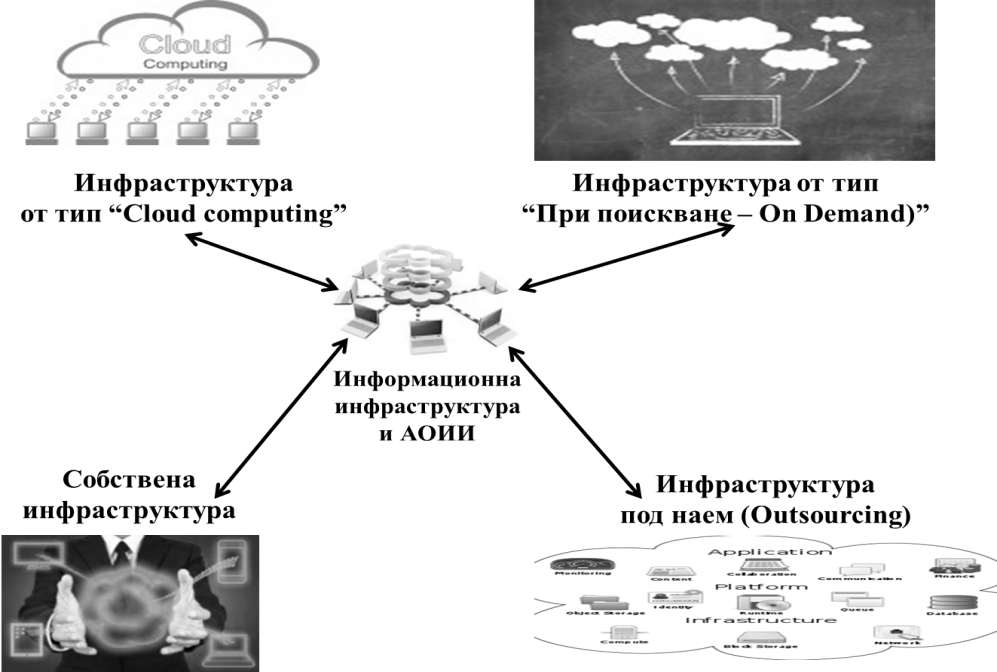 Cloud
Computing
Инфраструктура
от тип “Cloud computing”
Инфраструктура от тип
“При поискване – On Demand)”
Информационна
инфраструктура
и АОИИ
Собствена
инфраструктура
Инфраструктура
под наем (Outsourcing)
Application
Monitoring
Content
Collaboration
Communication
Finance
Platform
Object Storage
Identity
Runtime
Queue
Database
Infrastructure
Compute
Block Storage
Network